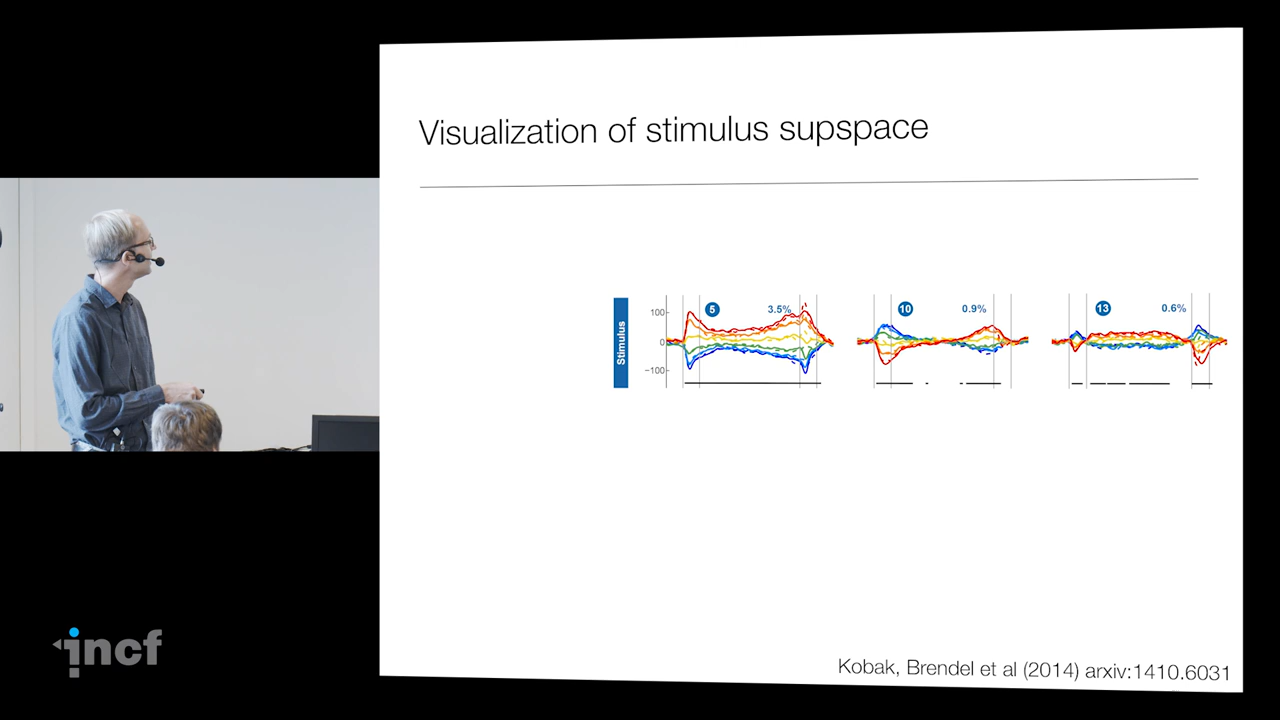 Visualization of stimulus supspace
Stimulus
100
0
−100
5
3.5%
10
0.9%
13
0.6%
Kobak, Brendel et al (2014) arxiv:1410.6031
incf